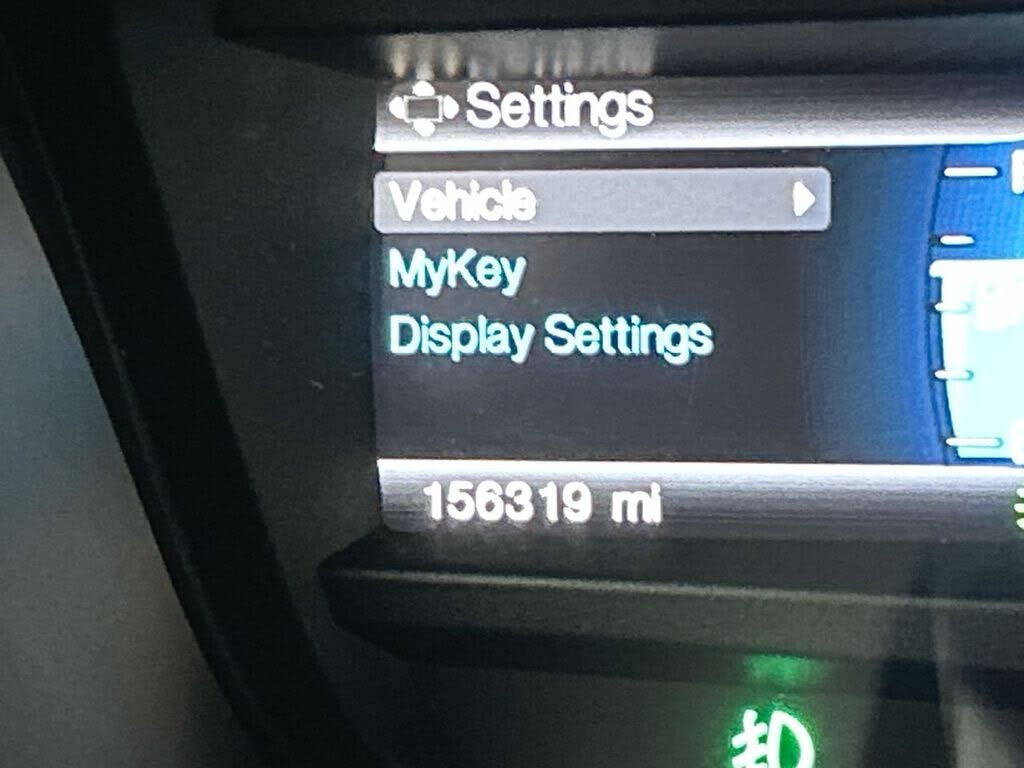 Settings
Vehicle
MyKey
Display Settings
156319 mi